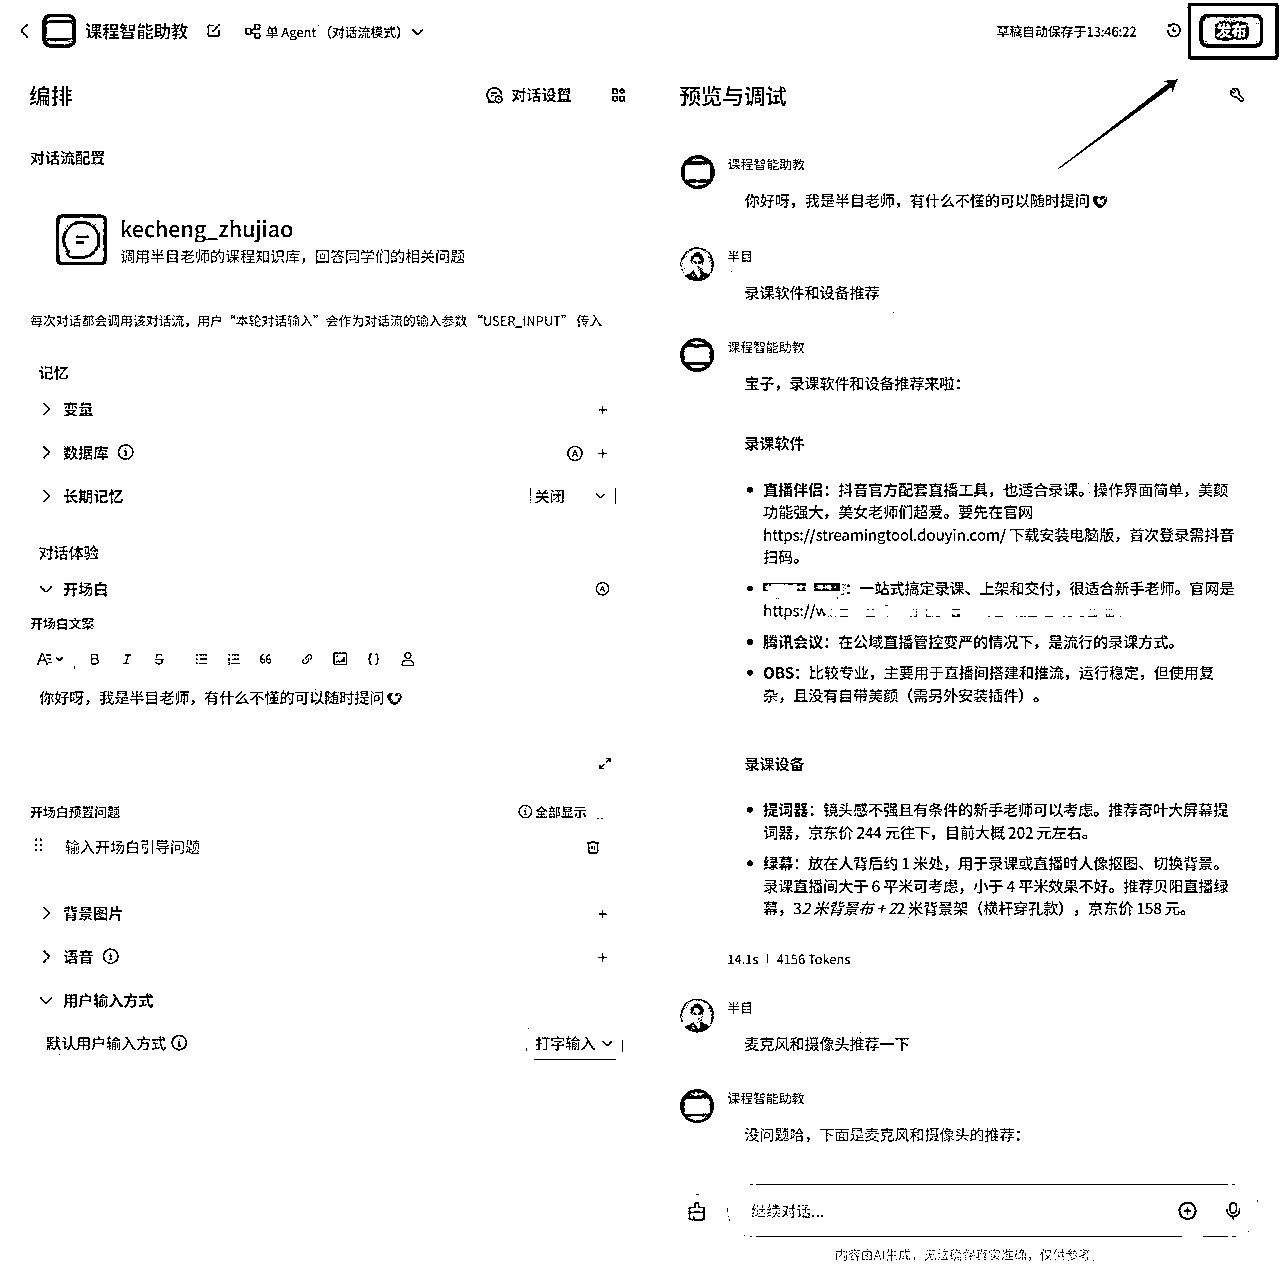 课程智能助教
单 Agent（对话流模式）
草稿自动保存于13:46:22
发布
编排
对话设置
对话流配置
kecheng_zhujiao
调用半目老师的课程知识库，回答同学们的相关问题
每次对话都会调用该对话流，用户“本轮对话输入”会作为对话流的输入参数 “USER_INPUT” 传入
记忆
变量
数据库
长期记忆
关闭
对话体验
开场白
开场白文案
你好呀，我是半目老师，有什么不懂的可以随时提问
开场白预置问题
全部显示
输入开场白引导问题
背景图片
语音
用户输入方式
默认用户输入方式
打字输入
预览与调试
课程智能助教
你好呀，我是半目老师，有什么不懂的可以随时提问
半目
录课软件和设备推荐
课程智能助教
宝子，录课软件和设备推荐来啦：
录课软件
直播伴侣：抖音官方配套直播工具，也适合录课。操作界面简单，美颜
功能强大，美女老师们超爱。要先在官网
https://streamingtool.douyin.com/ 下载安装电脑版，首次登录需抖音
扫码。
：一站式搞定录课、上架和交付，很适合新手老师。官网是
https://w
腾讯会议：在公域直播管控变严的情况下，是流行的录课方式。
OBS：比较专业，主要用于直播间搭建和推流，运行稳定，但使用复
杂，且没有自带美颜（需另外安装插件）。
录课设备
提词器：镜头感不强且有条件的新手老师可以考虑。推荐奇叶大屏幕提
词器，京东价 244 元往下，目前大概 202 元左右。
绿幕：放在人背后约 1 米处，用于录课或直播时人像抠图、切换背景。
录课直播间大于 6 平米可考虑，小于 4 平米效果不好。推荐贝阳直播绿
幕，32 米背景布 + 22 米背景架（横杆穿孔款），京东价 158 元。
14.1s | 4156 Tokens
半目
麦克风和摄像头推荐一下
课程智能助教
没问题哈，下面是麦克风和摄像头的推荐：
继续对话...
内容由AI生成，无法确保真实准确，仅供参考